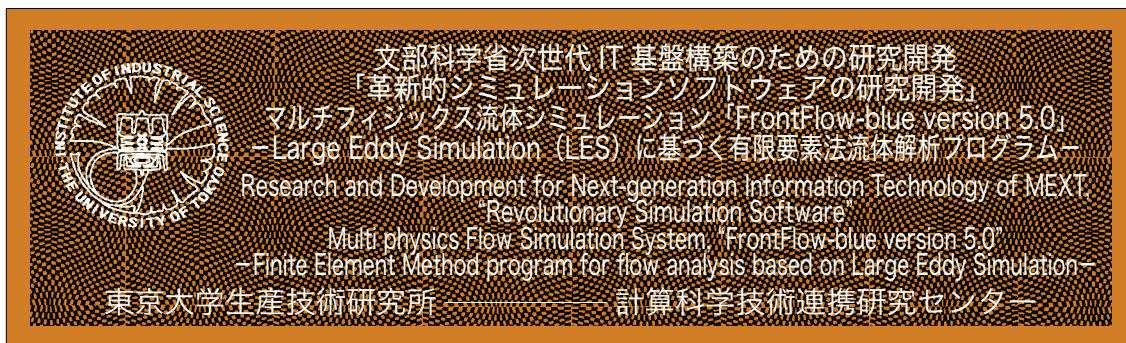 文部科学省次世代 IT 基盤構築のための研究開発
「革新的シミュレーションソフトウェアの研究開発」
マルチフィジックス流体シミュレーション「FrontFlow-blue version 5.0」
−Large Eddy Simulation（LES）に基づく有限要素法流体解析プログラム−
Research and Development for Next-generation Information Technology of MEXT,
“Revolutionary Simulation Software”
Multi physics Flow Simulation System. “FrontFlow-blue version 5.0”
−Finite Element Method program for flow analysis based on Large Eddy Simulation−
東京大学生産技術研究所 ―――――― 計算科学技術連携研究センター
INSTITUTE OF INDUSTRIAL SCIENCE
THE UNIVERSITY OF TOKYO